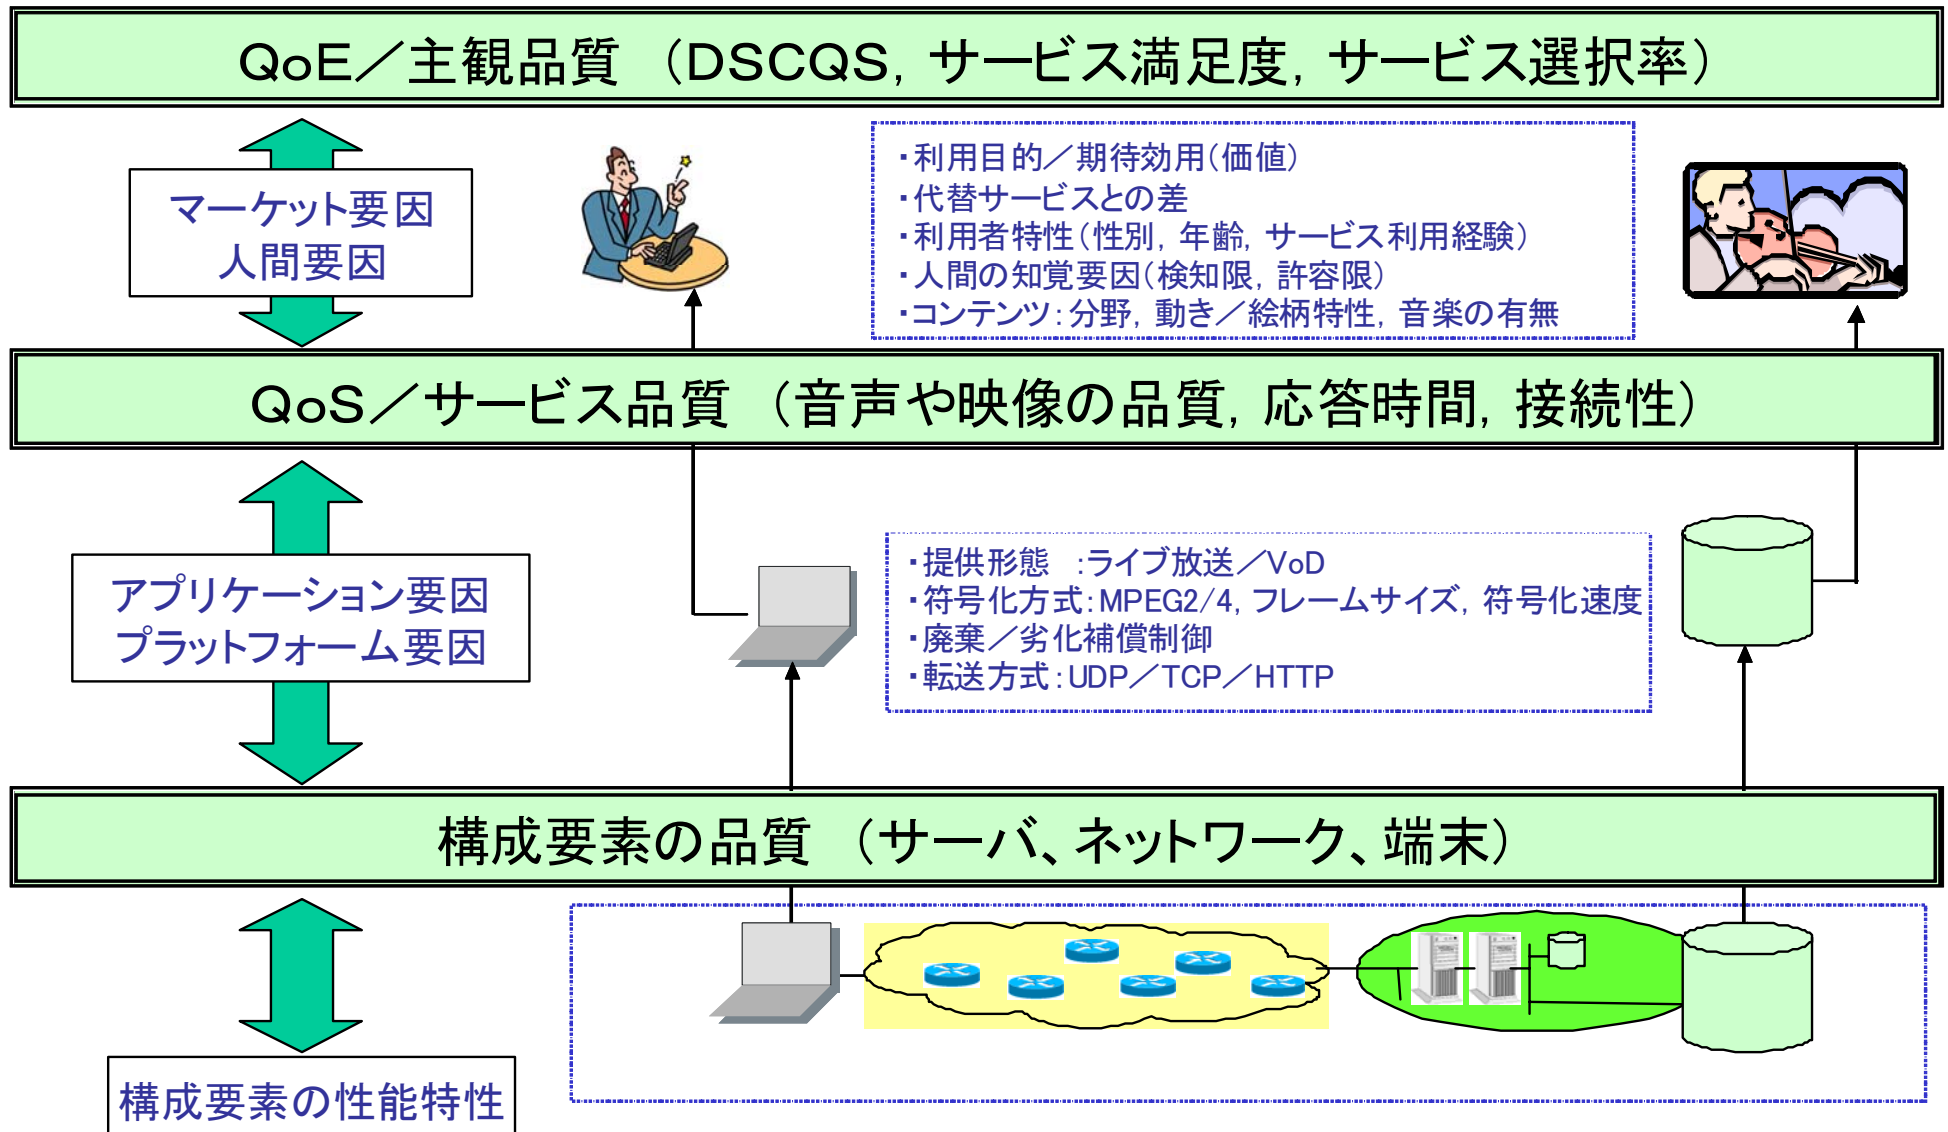 QoE／主観品質　（DSCQS，サービス満足度，サービス選択率）
マーケット要因
人間要因
・利用目的／期待効用（価値）
・代替サービスとの差
・利用者特性（性別，年齢，サービス利用経験）
・人間の知覚要因（検知限，許容限）
・コンテンツ：分野，動き／絵柄特性，音楽の有無
QoS／サービス品質　（音声や映像の品質，応答時間，接続性）
アプリケーション要因
プラットフォーム要因
・提供形態　：ライブ放送／VoD
・符号化方式：MPEG2/4，フレームサイズ，符号化速度
・廃棄／劣化補償制御
・転送方式：UDP／TCP／HTTP
構成要素の品質　（サーバ、ネットワーク、端末）
構成要素の性能特性